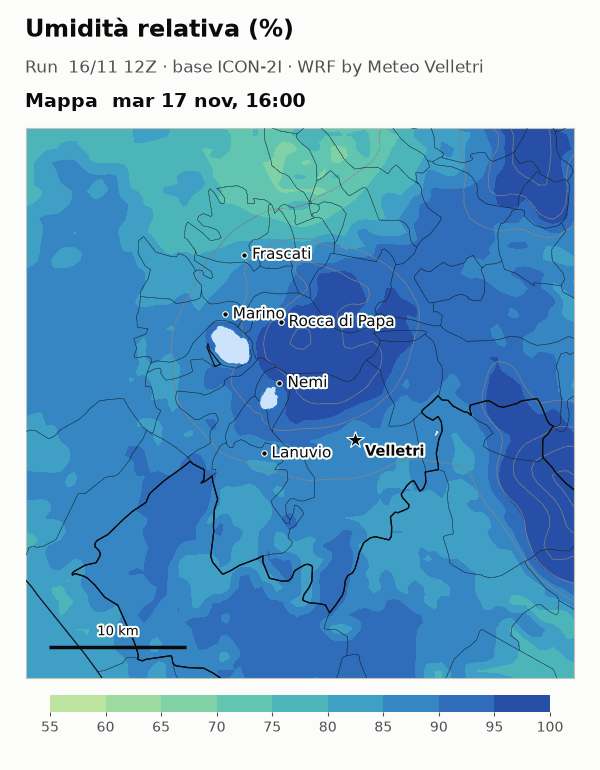 Umidità relativa (%)
Run  16/11 12Z · base ICON-2I · WRF by Meteo Velletri
Mappa  mar 17 nov, 16:00
Frascati
Marino
Rocca di Papa
Nemi
Velletri
Lanuvio
10 km
55 60 65 70 75 80 85 90 95 100